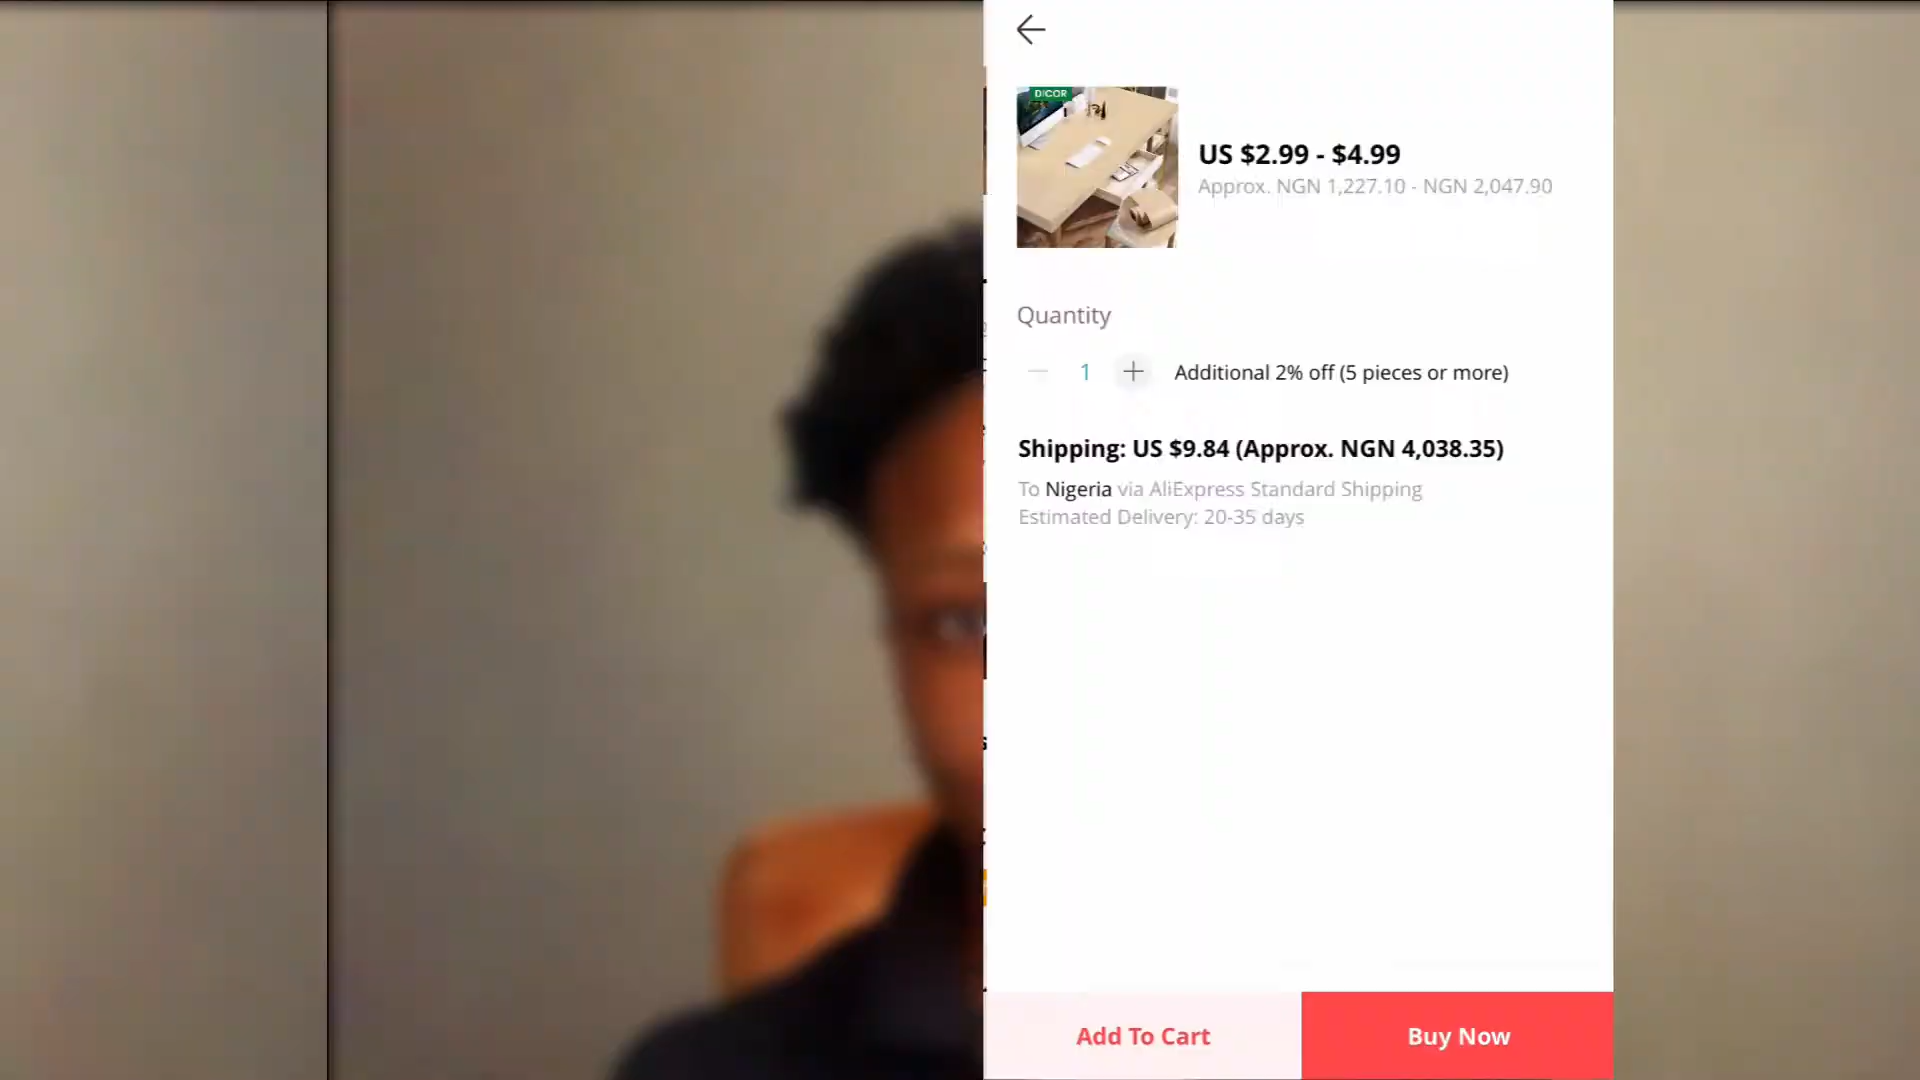 DICOR
US $2.99 - $4.99
Approx. NGN 1,227.10 - NGN 2,047.90
Quantity
1 Additional 2% off (5 pieces or more)
Shipping: US $9.84 (Approx. NGN 4,038.35)
To Nigeria via AliExpress Standard Shipping
Estimated Delivery: 20-35 days
Add To Cart
Buy Now